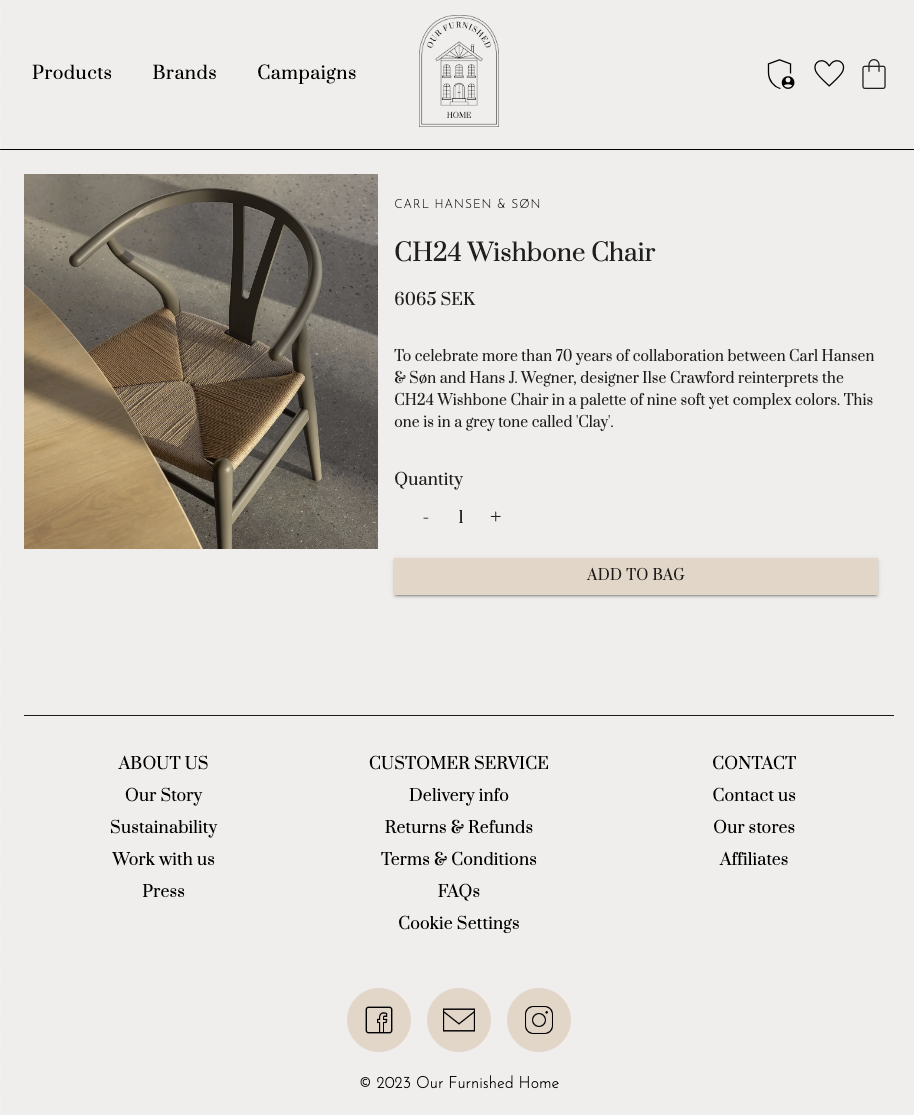 Products
Brands
Campaigns
OUR FURNISHED
HOME
CARL HANSEN & SØN
CH24 Wishbone Chair
6065 SEK
To celebrate more than 70 years of collaboration between Carl Hansen
& Søn and Hans J. Wegner, designer Ilse Crawford reinterprets the
CH24 Wishbone Chair in a palette of nine soft yet complex colors. This
one is in a grey tone called 'Clay'.
Quantity
- 1 +
ADD TO BAG
ABOUT US
Our Story
Sustainability
Work with us
Press
CUSTOMER SERVICE
Delivery info
Returns & Refunds
Terms & Conditions
FAQs
Cookie Settings
CONTACT
Contact us
Our stores
Affiliates
© 2023 Our Furnished Home